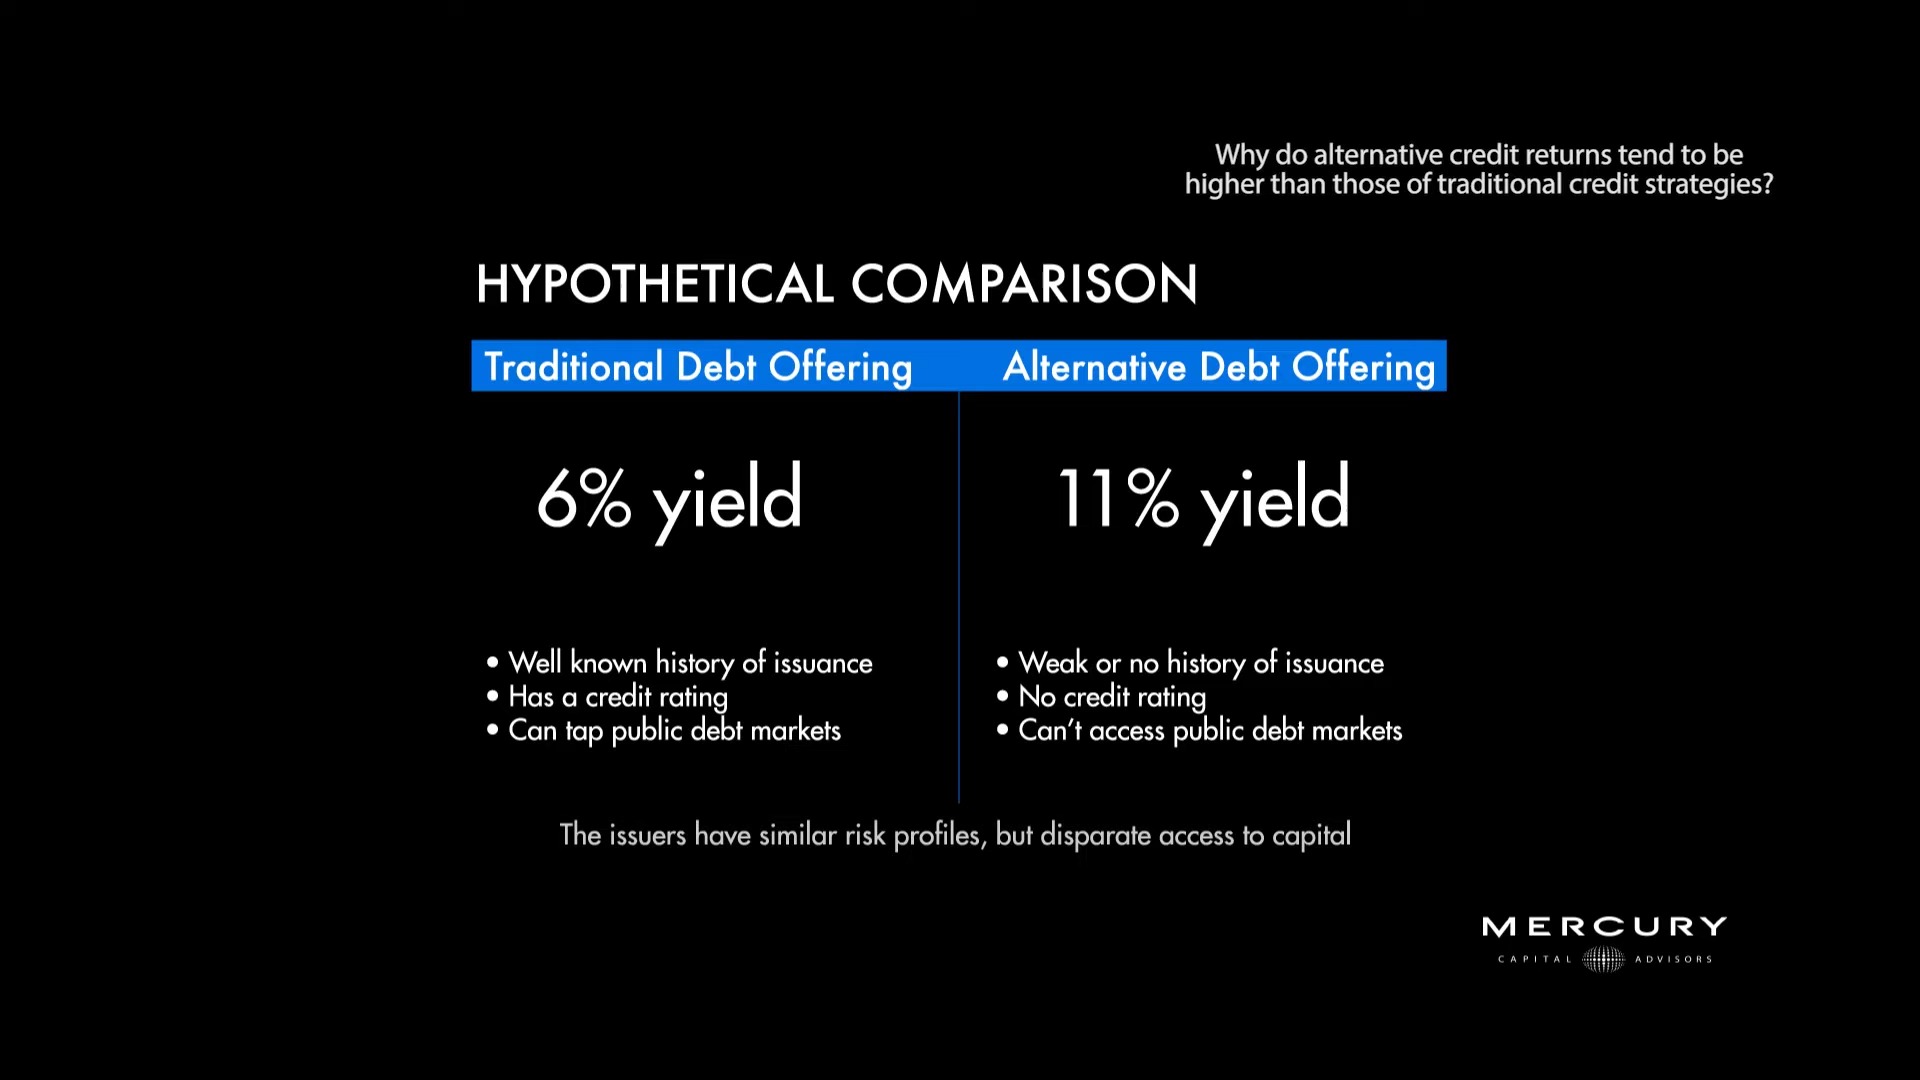 Why do alternative credit returns tend to be
higher than those of traditional credit strategies?
HYPOTHETICAL COMPARISON
Traditional Debt Offering
Alternative Debt Offering
6% yield
11% yield
• Well known history of issuance
• Has a credit rating
• Can tap public debt markets
• Weak or no history of issuance
• No credit rating
• Can't access public debt markets
The issuers have similar risk profiles, but disparate access to capital
MERCURY
CAPITAL ADVISORS